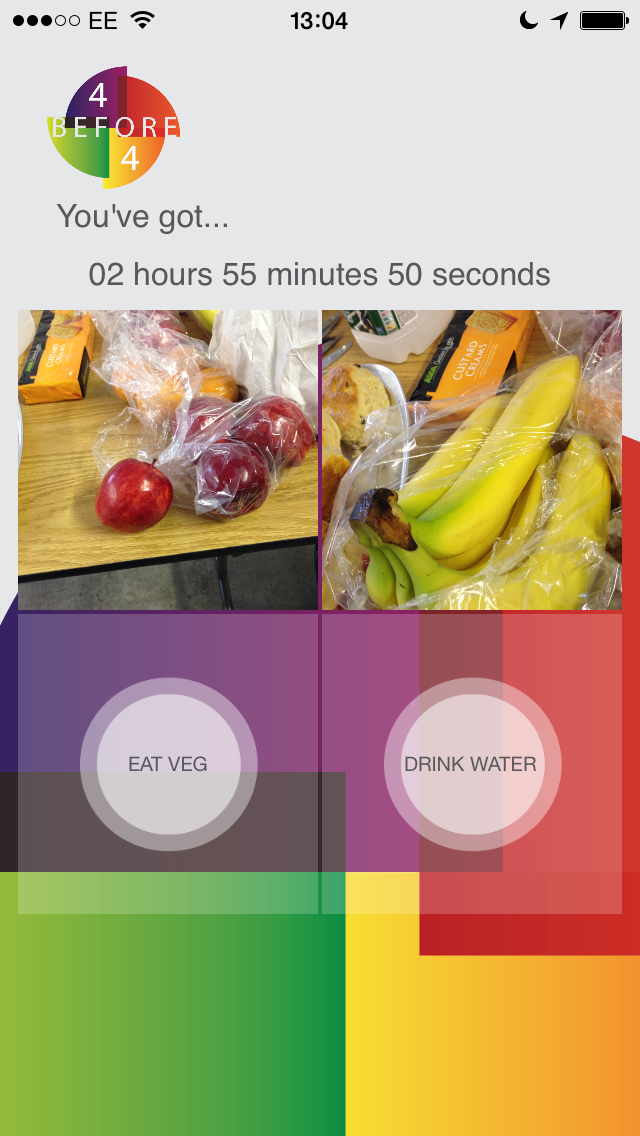 EE 13:04
4
BEFORE
4
You've got...
02 hours 55 minutes 50 seconds
CUSTARD
CREAMS
ASDA
CUSTARD
CREAMS
EAT VEG
DRINK WATER